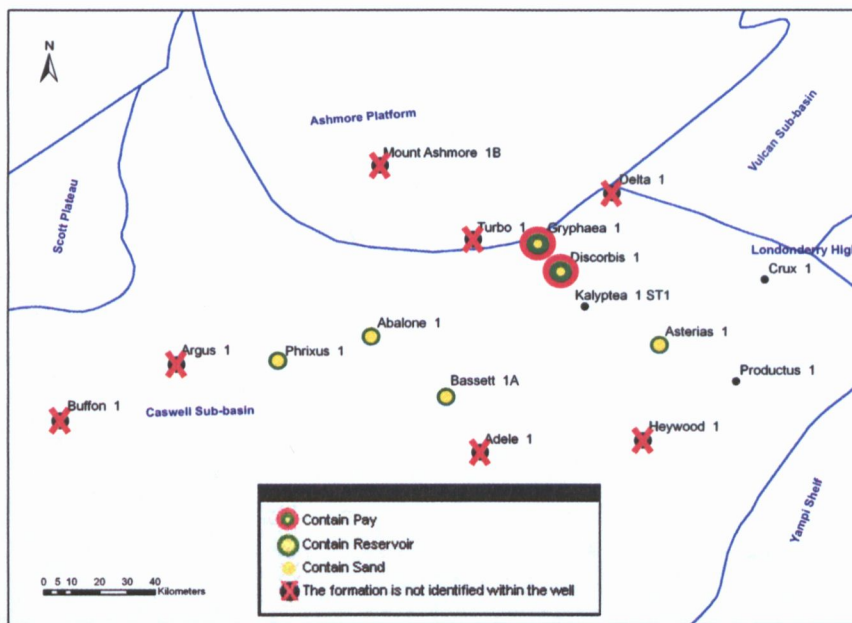 N
Ashmore Platform
Vulcan Sub-basin
Mount Ashmore 1B
Delta 1
Scott Plateau
Turbo 1
Gryphaea 1
Londonderry High
Discorbis 1
Crux 1
Kalyptea 1 ST1
Abalone 1
Asterias 1
Argus 1
Phrixus 1
Productus 1
Bassett 1A
Buffon 1
Caswell Sub-basin
Heywood 1
Adele 1
Yampi Shelf
Contain Pay
Contain Reservoir
Contain Sand
The formation is not identified within the well
0 5 10 20 30 40
Kilometers